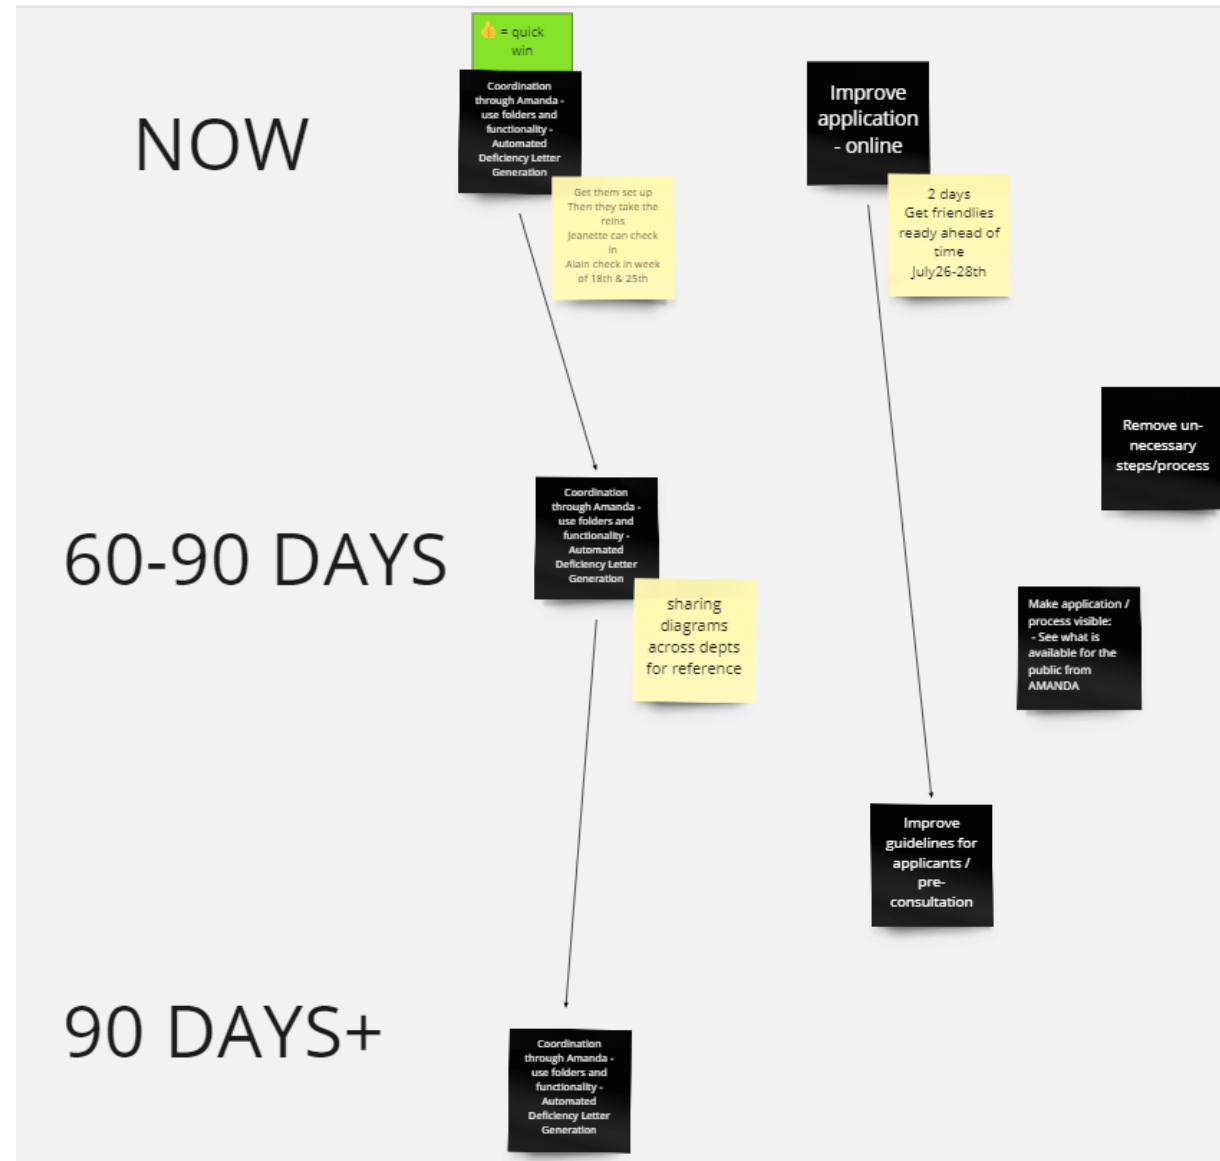 👍 = quick
win
NOW
Coordination
through Amanda -
use folders and
functionality -
Automated
Deficiency Letter
Generation
Get them set up
Then they take the
reins
Jeanette can check
in
Alain check in week
of 18th & 25th
Improve
application
- online
2 days
Get friendlies
ready ahead of
time
July26-28th
Remove un-
necessary
steps/process
60-90 DAYS
Coordination
through Amanda -
use folders and
functionality -
Automated
Deficiency Letter
Generation
sharing
diagrams
across depts
for reference
Make application /
process visible:
- See what is
available for the
public from
AMANDA
Improve
guidelines for
applicants /
pre-
consultation
90 DAYS+
Coordination
through Amanda -
use folders and
functionality -
Automated
Deficiency Letter
Generation